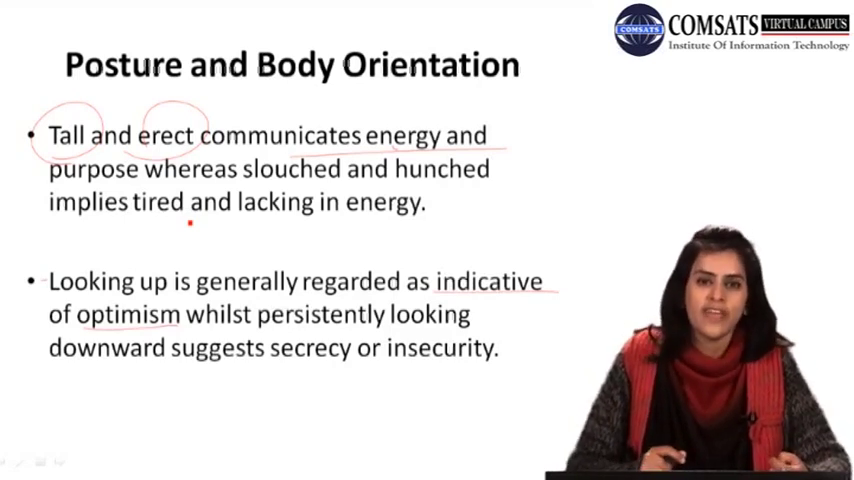 COMSATS
COMSATS VIRTUAL CAMPUS
Institute Of Information Technology
Posture and Body Orientation
• Tall and erect communicates energy and
purpose whereas slouched and hunched
implies tired and lacking in energy.
• Looking up is generally regarded as indicative
of optimism whilst persistently looking
downward suggests secrecy or insecurity.